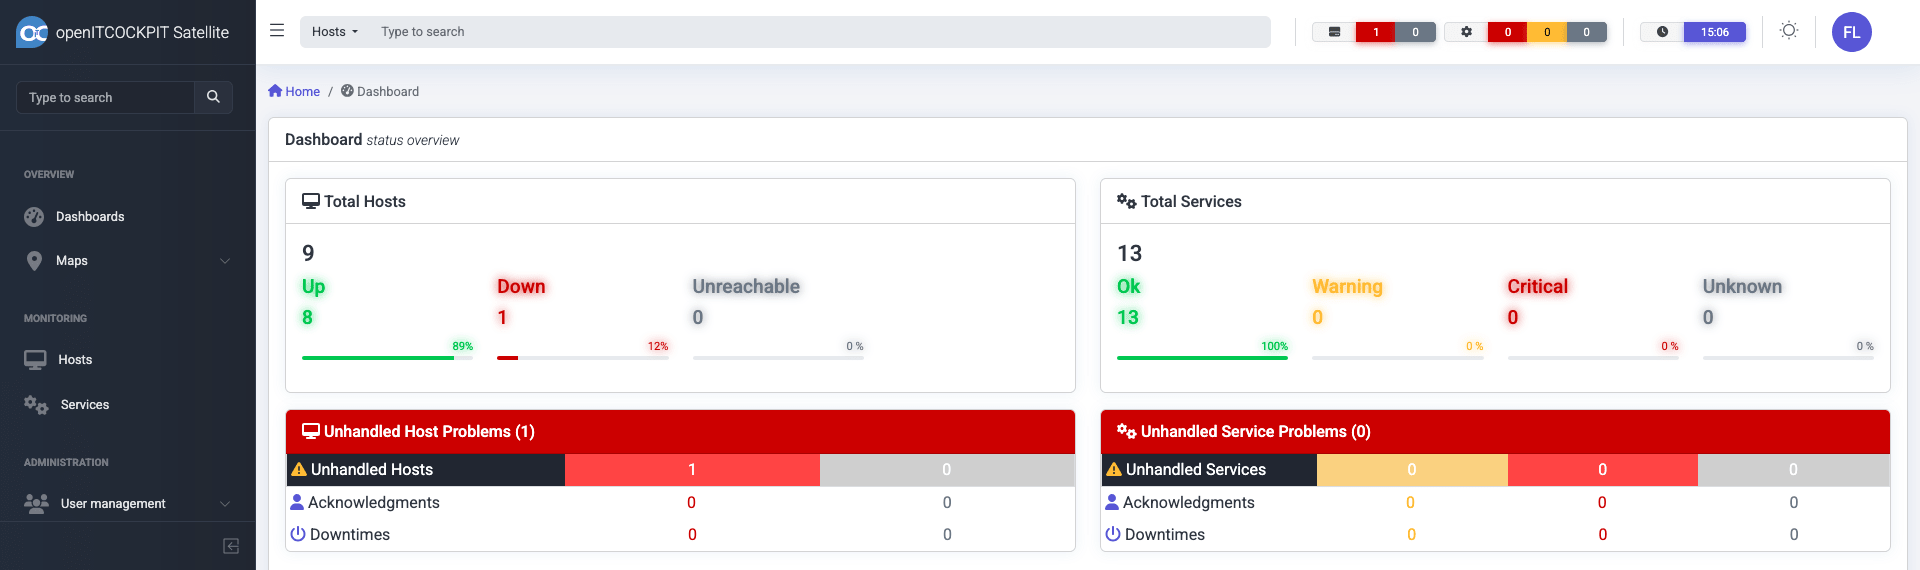 openITCOCKPIT Satellite
Hosts
Type to search
1
0
0
0
0
15:06
FL
Type to search
Home / Dashboard
Dashboard status overview
OVERVIEW
Dashboards
Maps
MONITORING
Hosts
Services
ADMINISTRATION
User management
Total Hosts
9
Up
Down
Unreachable
8
1
0
89%
12%
0 %
Total Services
13
Ok
Warning
Critical
Unknown
13
0
0
0
100%
0 %
0 %
0 %
Unhandled Host Problems (1)
Unhandled Hosts
1
0
Acknowledgments
0
0
Downtimes
0
0
Unhandled Service Problems (0)
Unhandled Services
0
0
0
Acknowledgments
0
0
0
Downtimes
0
0
0